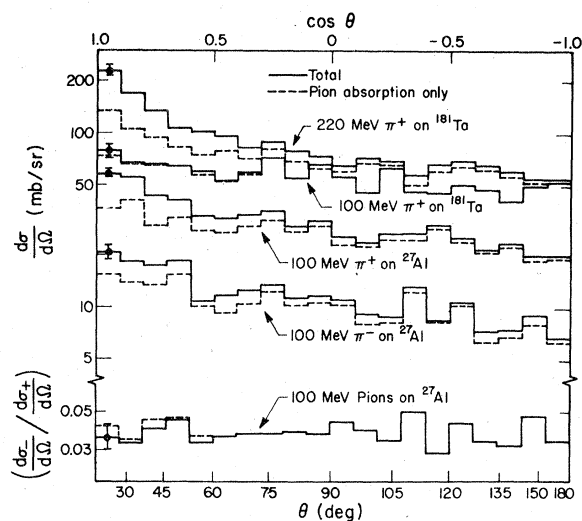 cos θ
1.0 0.5 0 -0.5 -1.0
Total
Pion absorption only
200
100
50
10
5
220 MeV π+ on 181Ta
100 MeV π+ on 181Ta
100 MeV π+ on 27Al
100 MeV π- on 27Al
dσ/dΩ (mb/sr)
100 MeV Pions on 27Al
0.05
0.03
(dσ-/dΩ / dσ+/dΩ)
30 45 60 75 90 105 120 135 150 180
θ (deg)